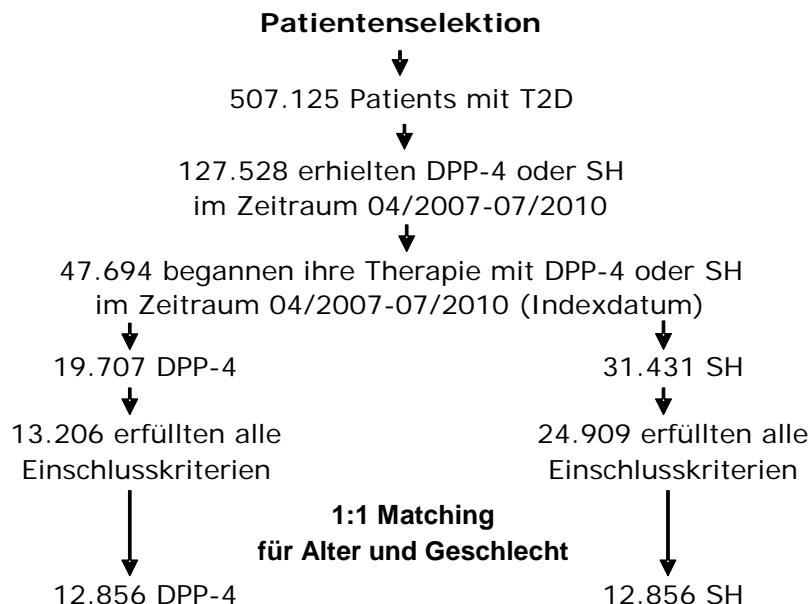 Patientenselektion
507.125 Patients mit T2D
127.528 erhielten DPP-4 oder SH
im Zeitraum 04/2007-07/2010
47.694 begannen ihre Therapie mit DPP-4 oder SH
im Zeitraum 04/2007-07/2010 (Indexdatum)
19.707 DPP-4
31.431 SH
13.206 erfüllten alle
Einschlusskriterien
24.909 erfüllten alle
Einschlusskriterien
1:1 Matching
für Alter und Geschlecht
12.856 DPP-4
12.856 SH